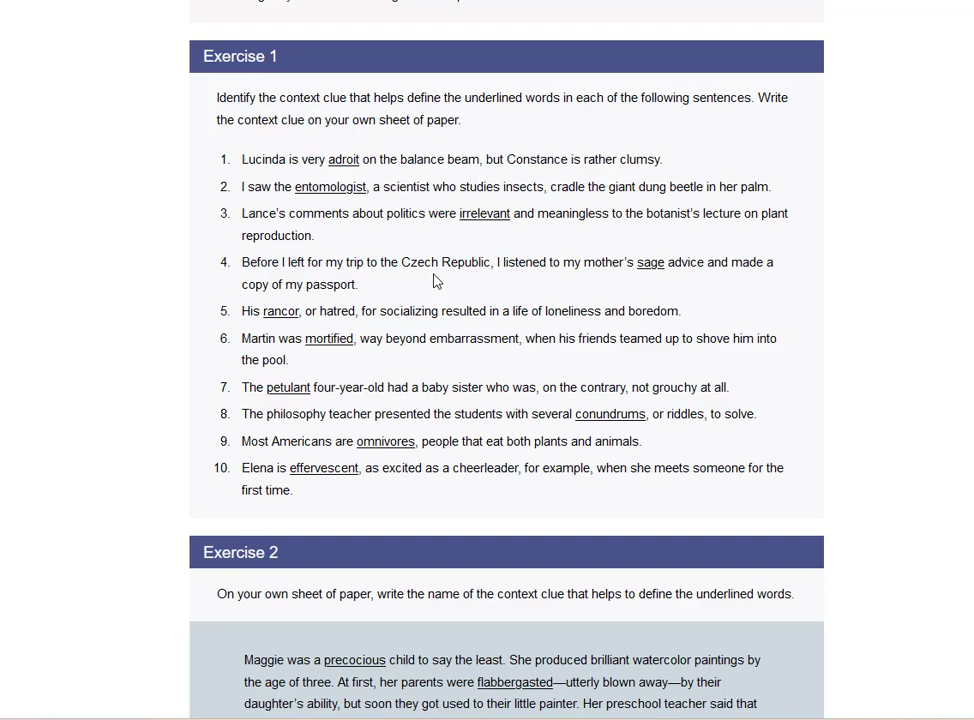 Exercise 1
Identify the context clue that helps define the underlined words in each of the following sentences. Write
the context clue on your own sheet of paper.
1. Lucinda is very adroit on the balance beam, but Constance is rather clumsy.
2. I saw the entomologist, a scientist who studies insects, cradle the giant dung beetle in her palm.
3. Lance's comments about politics were irrelevant and meaningless to the botanist's lecture on plant
reproduction.
4. Before I left for my trip to the Czech Republic, I listened to my mother's sage advice and made a
copy of my passport.
5. His rancor, or hatred, for socializing resulted in a life of loneliness and boredom.
6. Martin was mortified, way beyond embarrassment, when his friends teamed up to shove him into
the pool.
7. The petulant four-year-old had a baby sister who was, on the contrary, not grouchy at all.
8. The philosophy teacher presented the students with several conundrums, or riddles, to solve.
9. Most Americans are omnivores, people that eat both plants and animals.
10. Elena is effervescent, as excited as a cheerleader, for example, when she meets someone for the
first time.
Exercise 2
On your own sheet of paper, write the name of the context clue that helps to define the underlined words.
Maggie was a precocious child to say the least. She produced brilliant watercolor paintings by
the age of three. At first, her parents were flabbergasted—utterly blown away—by their
daughter's ability, but soon they got used to their little painter. Her preschool teacher said that